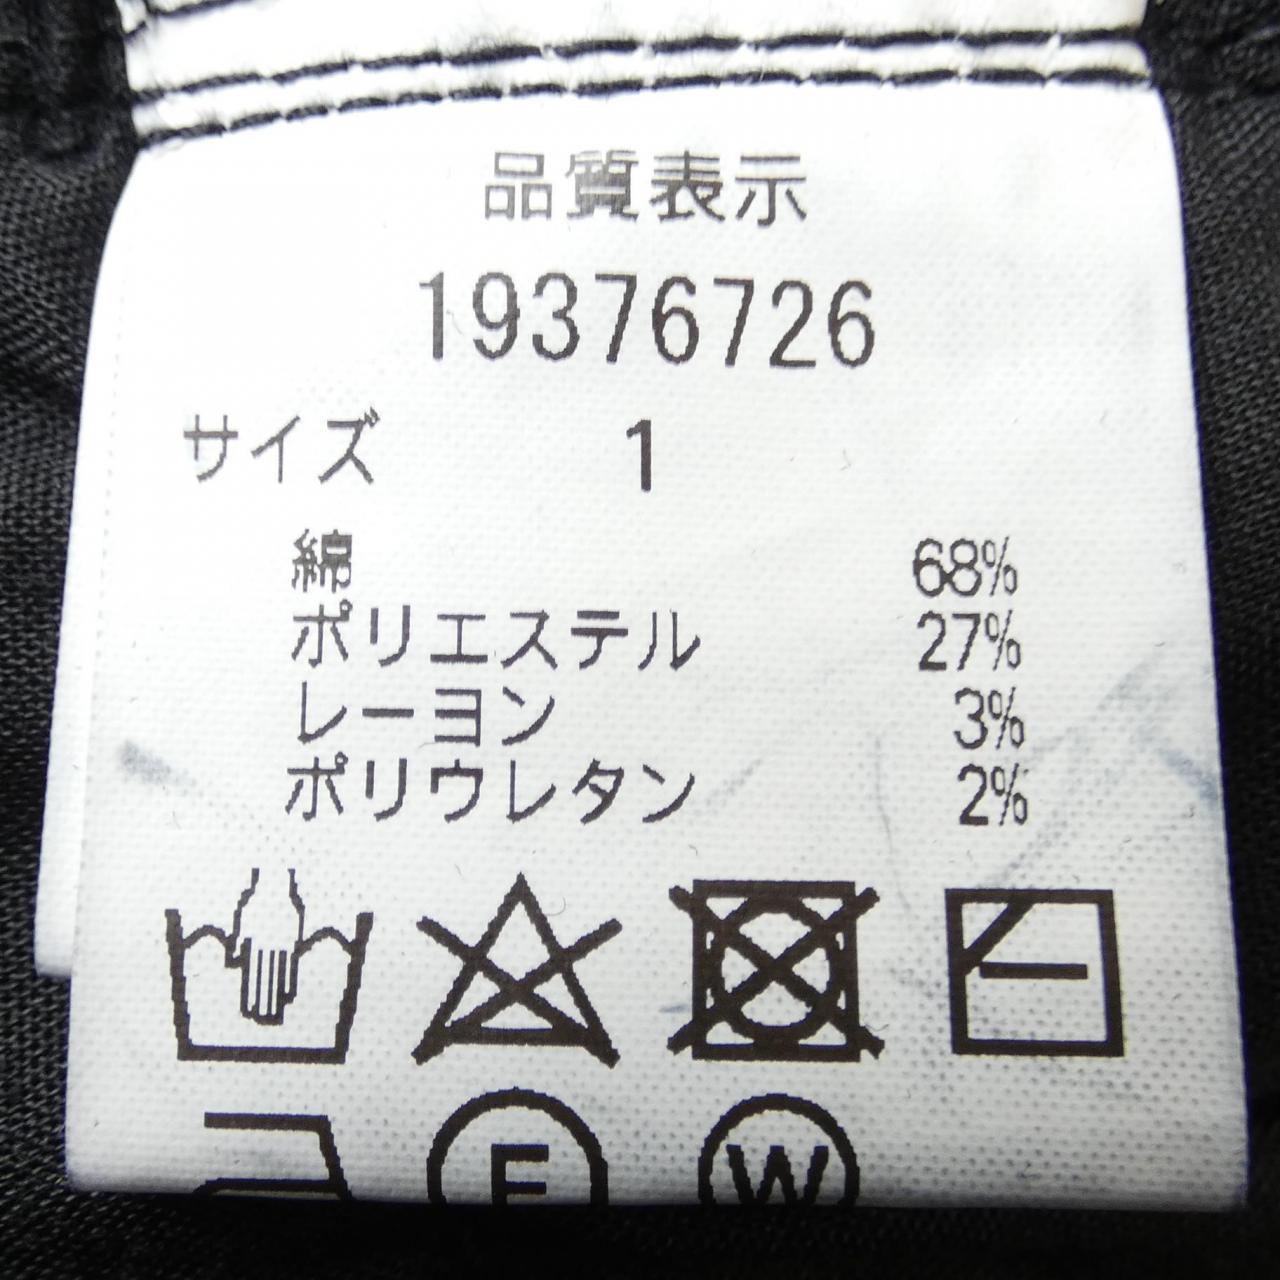 品質表示
19376726
サイズ 1
綿 68%
ポリエステル 27%
レーヨン 3%
ポリウレタン 2%
F W